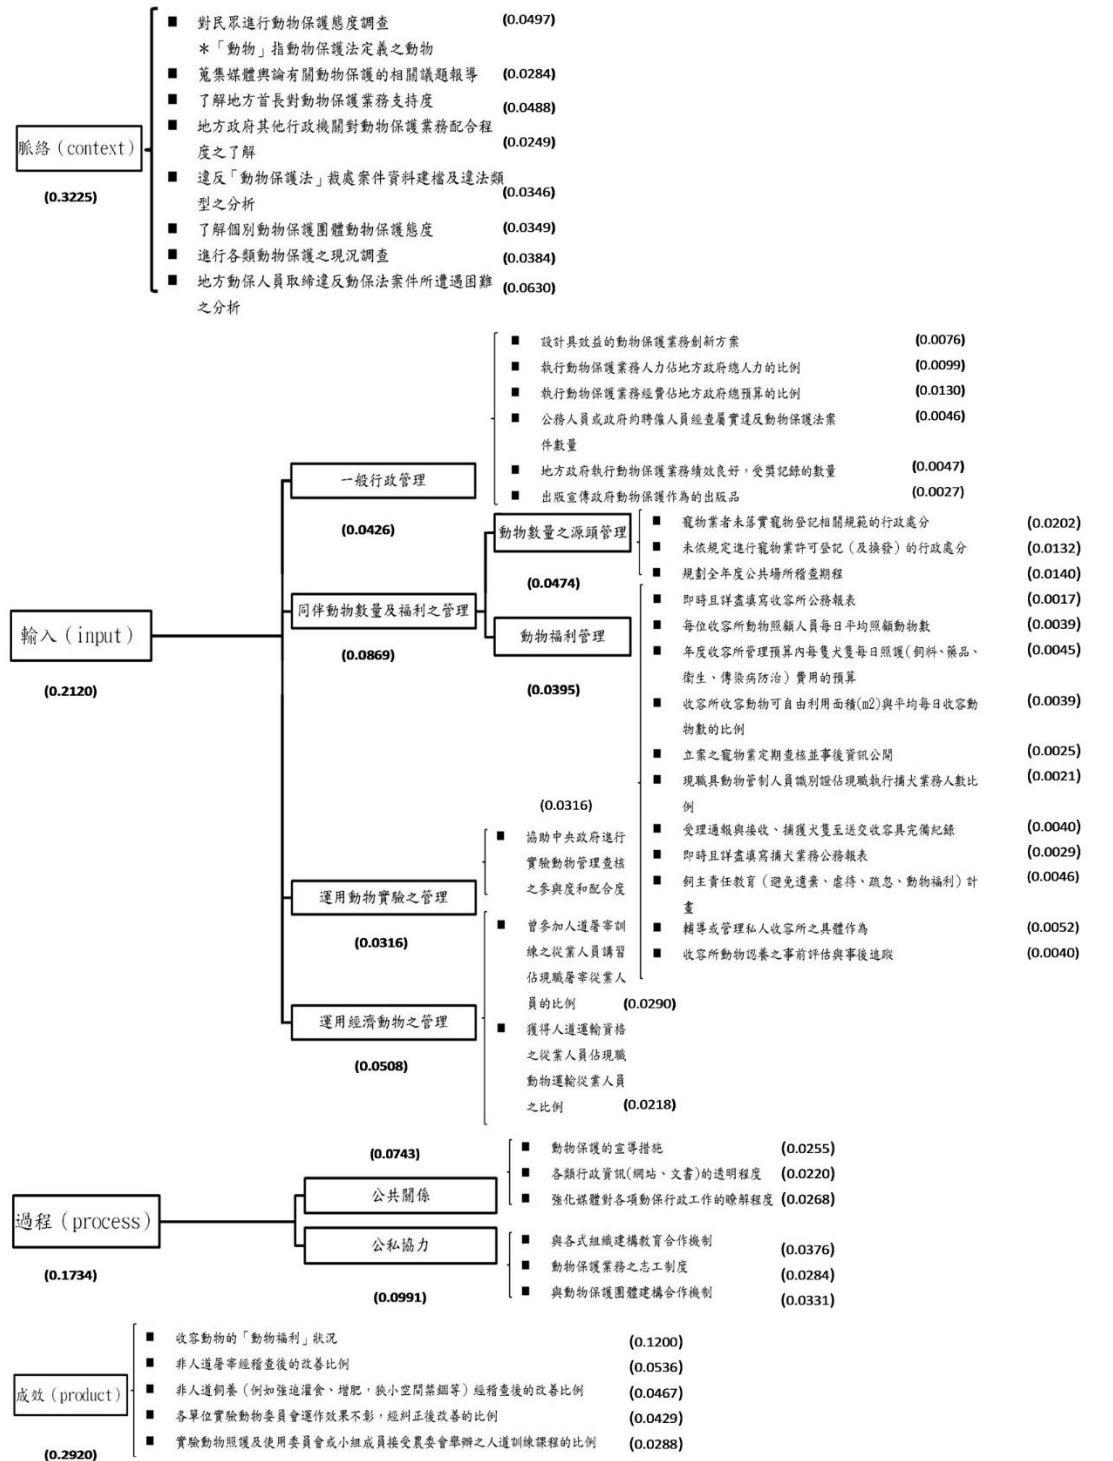 脈絡（context）
(0.3225)
■ 對民眾進行動物保護態度調查 (0.0497)
＊「動物」指動物保護法定義之動物
■ 蒐集媒體輿論有關動物保護的相關議題報導 (0.0284)
■ 了解地方首長對動物保護業務支持度 (0.0488)
■ 地方政府其他行政機關對動物保護業務配合程 (0.0249)
度之了解
■ 違反「動物保護法」裁處案件資料建檔及違法類 (0.0346)
型之分析
■ 了解個別動物保護團體動物保護態度 (0.0349)
■ 進行各類動物保護之現況調查 (0.0384)
■ 地方動保人員取締違反動保法案件所遭遇困難 (0.0630)
之分析
輸入（input）
(0.2120)
一般行政管理
(0.0426)
■ 設計具效益的動物保護業務創新方案 (0.0076)
■ 執行動物保護業務人力佔地方政府總人力的比例 (0.0099)
■ 執行動物保護業務經費佔地方政府總預算的比例 (0.0130)
■ 公務人員或政府約聘僱人員經查屬實違反動物保護法案 (0.0046)
件數量
■ 地方政府執行動物保護業務績效良好，受獎記錄的數量 (0.0047)
■ 出版宣傳政府動物保護作為的出版品 (0.0027)
同伴動物數量及福利之管理
(0.0869)
動物數量之源頭管理
(0.0474)
■ 寵物業者未落實寵物登記相關規範的行政處分 (0.0202)
■ 未依規定進行寵物業許可登記（及換發）的行政處分 (0.0132)
■ 規劃全年度公共場所稽查期程 (0.0140)
動物福利管理
(0.0395)
■ 即時且詳盡填寫收容所公務報表 (0.0017)
■ 每位收容所動物照顧人員每日平均照顧動物數 (0.0039)
■ 年度收容所管理預算內每隻犬隻每日照護(飼料、藥品、 (0.0045)
衛生、傳染病防治）費用的預算
■ 收容所收容動物可自由利用面積(m2)與平均每日收容動 (0.0039)
物數的比例
■ 立案之寵物業定期查核並事後資訊公開 (0.0025)
■ 現職具動物管制人員識別證佔現職執行捕犬業務人數比 (0.0021)
例
■ 受理通報與接收、捕獲犬隻至送交收容具完備紀錄 (0.0040)
■ 即時且詳盡填寫捕犬業務公務報表 (0.0029)
■ 飼主責任教育（避免遺棄、虐待、疏忽、動物福利）計 (0.0046)
畫
■ 輔導或管理私人收容所之具體作為 (0.0052)
■ 收容所動物認養之事前評估與事後追蹤 (0.0040)
運用動物實驗之管理
(0.0316)
(0.0316)
■ 協助中央政府進行
實驗動物管理查核
之參與度和配合度
運用經濟動物之管理
(0.0508)
■ 曾參加人道屠宰訓
練之從業人員講習
佔現職屠宰從業人
員的比例 (0.0290)
■ 獲得人道運輸資格
之從業人員佔現職
動物運輸從業人員
之比例 (0.0218)
過程（process）
(0.1734)
(0.0743)
公共關係
■ 動物保護的宣導措施 (0.0255)
■ 各類行政資訊(網站、文書)的透明程度 (0.0220)
■ 強化媒體對各項動保行政工作的瞭解程度 (0.0268)
公私協力
(0.0991)
■ 與各式組織建構教育合作機制 (0.0376)
■ 動物保護業務之志工制度 (0.0284)
■ 與動物保護團體建構合作機制 (0.0331)
成效（product）
(0.2920)
■ 收容動物的「動物福利」狀況 (0.1200)
■ 非人道屠宰經稽查後的改善比例 (0.0536)
■ 非人道飼養（例如強迫灌食、增肥，狹小空間禁錮等）經稽查後的改善比例 (0.0467)
■ 各單位實驗動物委員會運作效果不彰，經糾正後改善的比例 (0.0429)
■ 實驗動物照護及使用委員會或小組成員接受農委會舉辦之人道訓練課程的比例 (0.0288)